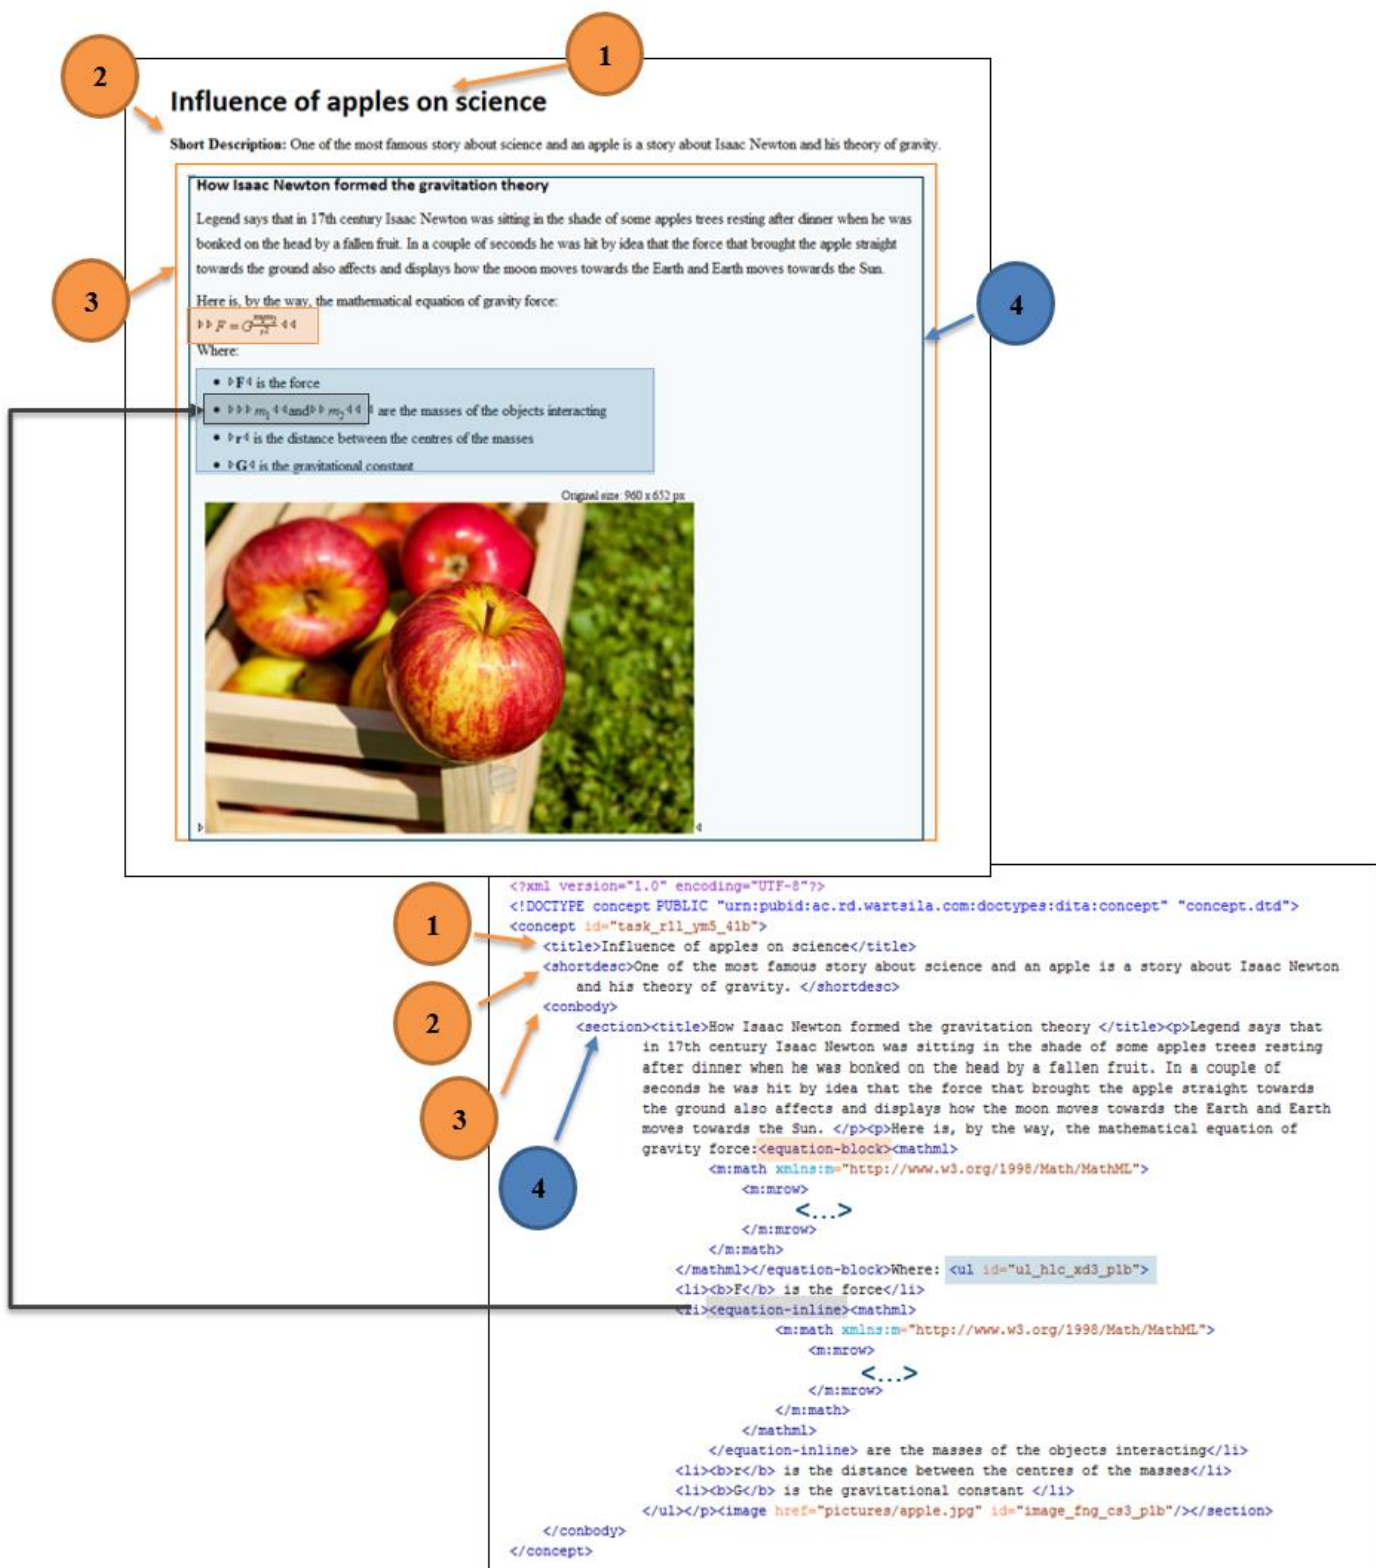 1
2
Influence of apples on science
Short Description: One of the most famous story about science and an apple is a story about Isaac Newton and his theory of gravity.
How Isaac Newton formed the gravitation theory
Legend says that in 17th century Isaac Newton was sitting in the shade of some apples trees resting after dinner when he was
bonked on the head by a fallen fruit. In a couple of seconds he was hit by idea that the force that brought the apple straight
towards the ground also affects and displays how the moon moves towards the Earth and Earth moves towards the Sun.
3
4
Here is, by the way, the mathematical equation of gravity force:
F = G m₁m₂/r²
Where:
• F is the force
• m₁ and m₂ are the masses of the objects interacting
• r is the distance between the centres of the masses
• G is the gravitational constant
Original size: 960 x 652 px
<?xml version="1.0" encoding="UTF-8"?>
<!DOCTYPE concept PUBLIC "urn:pubid:ac.rd.wartsila.com:doctypes:dita:concept" "concept.dtd">
1
<concept id="task_r1l_ym5_41b">
<title>Influence of apples on science</title>
<shortdesc>One of the most famous story about science and an apple is a story about Isaac Newton
and his theory of gravity. </shortdesc>
2
<conbody>
<section><title>How Isaac Newton formed the gravitation theory </title><p>Legend says that
in 17th century Isaac Newton was sitting in the shade of some apples trees resting
after dinner when he was bonked on the head by a fallen fruit. In a couple of
seconds he was hit by idea that the force that brought the apple straight towards
3
the ground also affects and displays how the moon moves towards the Earth and Earth
moves towards the Sun. </p><p>Here is, by the way, the mathematical equation of
gravity force:<equation-block><mathml>
<m:math xmlns:m="http://www.w3.org/1998/Math/MathML">
4
<m:mrow>
<...>
</m:mrow>
</m:math>
</mathml></equation-block>Where: <ul id="ul_hlc_xd3_p1b">
<li><b>F</b> is the force</li>
<li><equation-inline><mathml>
<m:math xmlns:m="http://www.w3.org/1998/Math/MathML">
<m:mrow>
<...>
</m:mrow>
</m:math>
</mathml>
</equation-inline> are the masses of the objects interacting</li>
<li><b>r</b> is the distance between the centres of the masses</li>
<li><b>G</b> is the gravitational constant </li>
</ul></p><image href="pictures/apple.jpg" id="image_fng_cs3_p1b"/></section>
</conbody>
</concept>